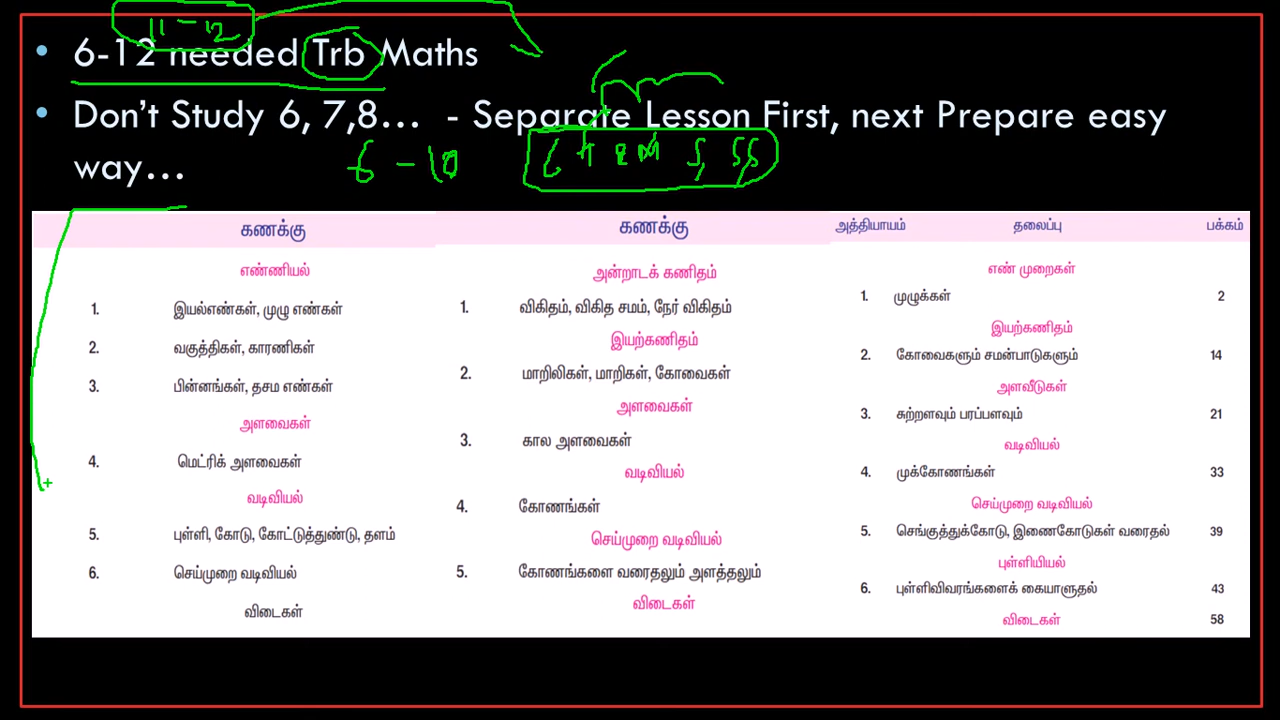 11 - 12
• 6-12 needed Trb Maths
• Don't Study 6, 7,8... - Separate Lesson First, next Prepare easy
way...
6 - 10
கணக்கு
எண்ணியல்
1. இயல்எண்கள், முழு எண்கள்
2. வகுத்திகள், காரணிகள்
3. பின்னங்கள், தசம எண்கள்
அளவைகள்
4. மெட்ரிக் அளவைகள்
வடிவியல்
5. புள்ளி, கோடு, கோட்டுத்துண்டு, தளம்
6. செய்முறை வடிவியல்
விடைகள்
கணக்கு
அன்றாடக் கணிதம்
1. விகிதம், விகித சமம், நேர் விகிதம்
இயற்கணிதம்
2. மாறிலிகள், மாறிகள், கோவைகள்
அளவைகள்
3. கால அளவைகள்
வடிவியல்
4. கோணங்கள்
செய்முறை வடிவியல்
5. கோணங்களை வரைதலும் அளத்தலும்
விடைகள்
அத்தியாயம் தலைப்பு பக்கம்
எண் முறைகள்
1. முழுக்கள் 2
இயற்கணிதம்
2. கோவைகளும் சமன்பாடுகளும் 14
அளவீடுகள்
3. சுற்றளவும் பரப்பளவும் 21
வடிவியல்
4. முக்கோணங்கள் 33
செய்முறை வடிவியல்
5. செங்குத்துக்கோடு, இணைகோடுகள் வரைதல் 39
புள்ளியியல்
6. புள்ளிவிவரங்களைக் கையாளுதல் 43
விடைகள் 58